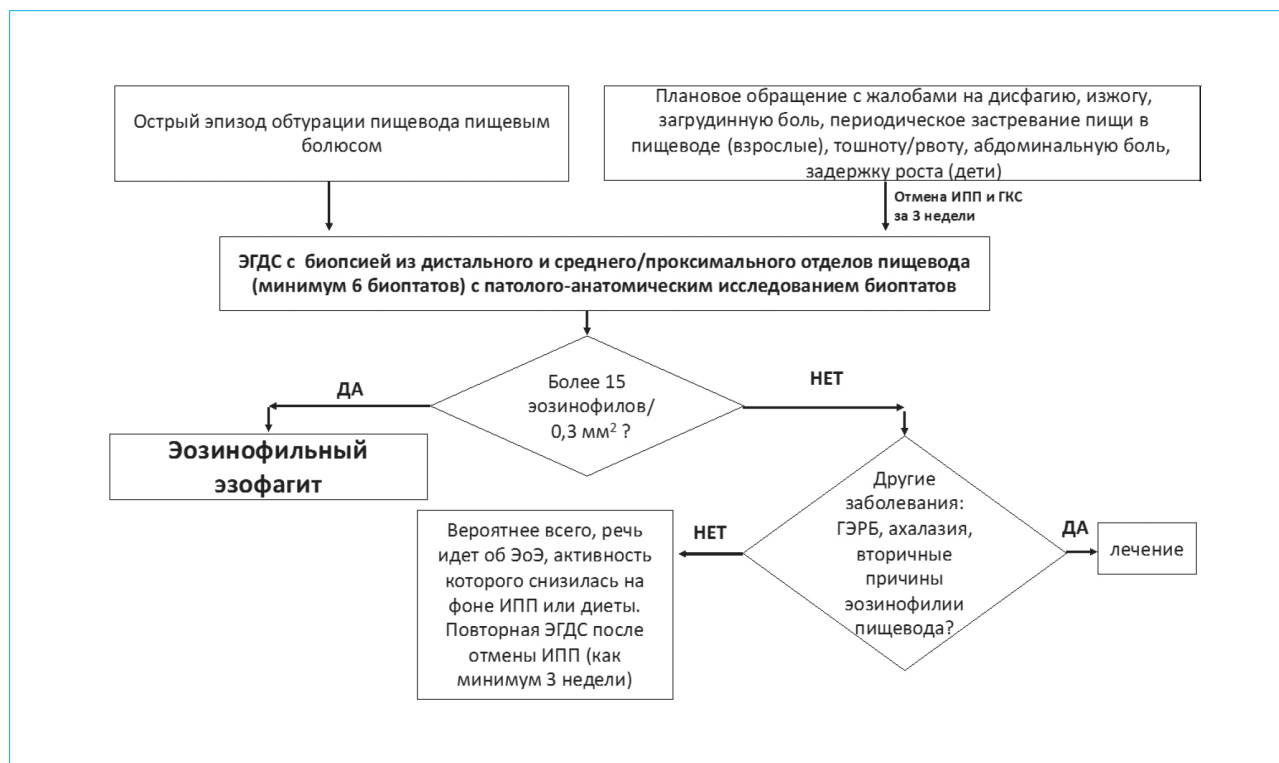 Острый эпизод обтурации пищевода пищевым
болюсом
Плановое обращение с жалобами на дисфагию, изжогу,
загрудинную боль, периодическое застревание пищи в
пищеводе (взрослые), тошноту/рвоту, абдоминальную боль,
задержку роста (дети)
Отмена ИПП и ГКС
за 3 недели
ЭГДС с биопсией из дистального и среднего/проксимального отделов пищевода
(минимум 6 биоптатов) с патолого-анатомическим исследованием биоптатов
Более 15
эозинофилов/
0,3 мм² ?
ДА
НЕТ
Эозинофильный
эзофагит
Другие
заболевания:
ГЭРБ, ахалазия,
вторичные
причины
эозинофилии
пищевода?
НЕТ
ДА
лечение
Вероятнее всего, речь
идет об ЭоЭ, активность
которого снизилась на
фоне ИПП или диеты.
Повторная ЭГДС после
отмены ИПП (как
минимум 3 недели)